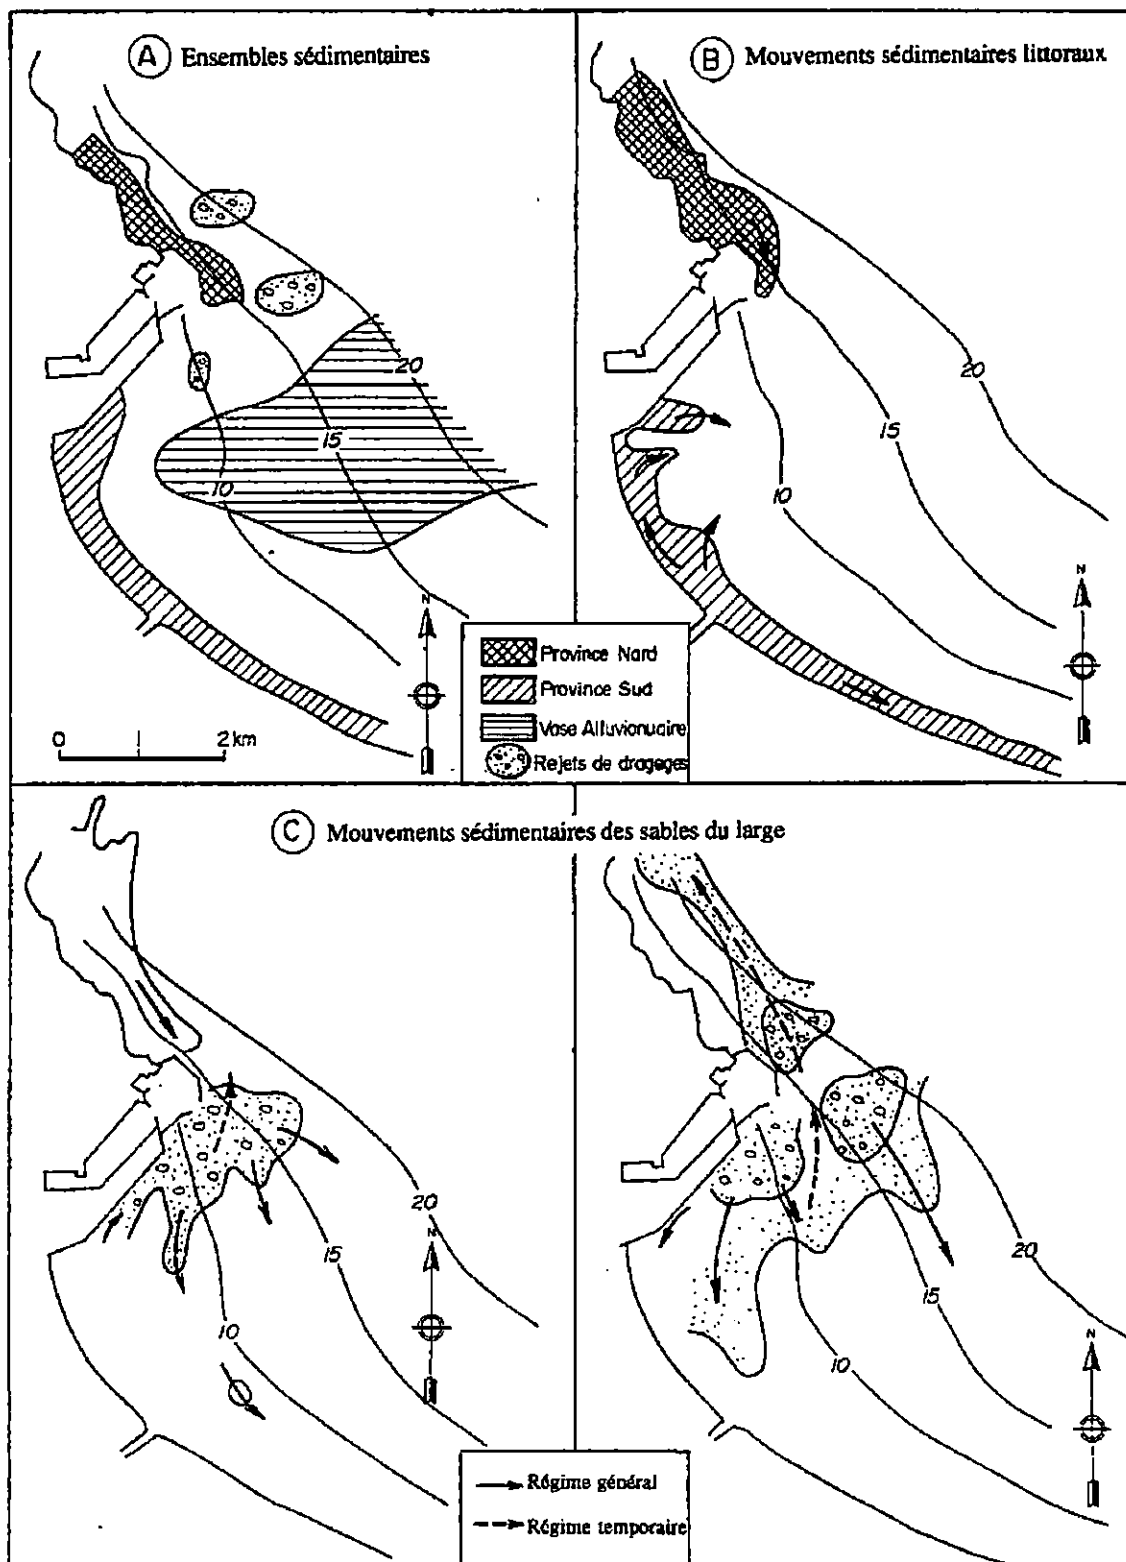 A Ensembles sédimentaires
B Mouvements sédimentaires littoraux
20
15
10
N
20
15
10
N
Province Nord
Province Sud
Vase Alluvionnaire
Rejets de dragages
0 2 km
C Mouvements sédimentaires des sables du large
20
15
10
N
20
15
10
N
Régime général
Régime temporaire